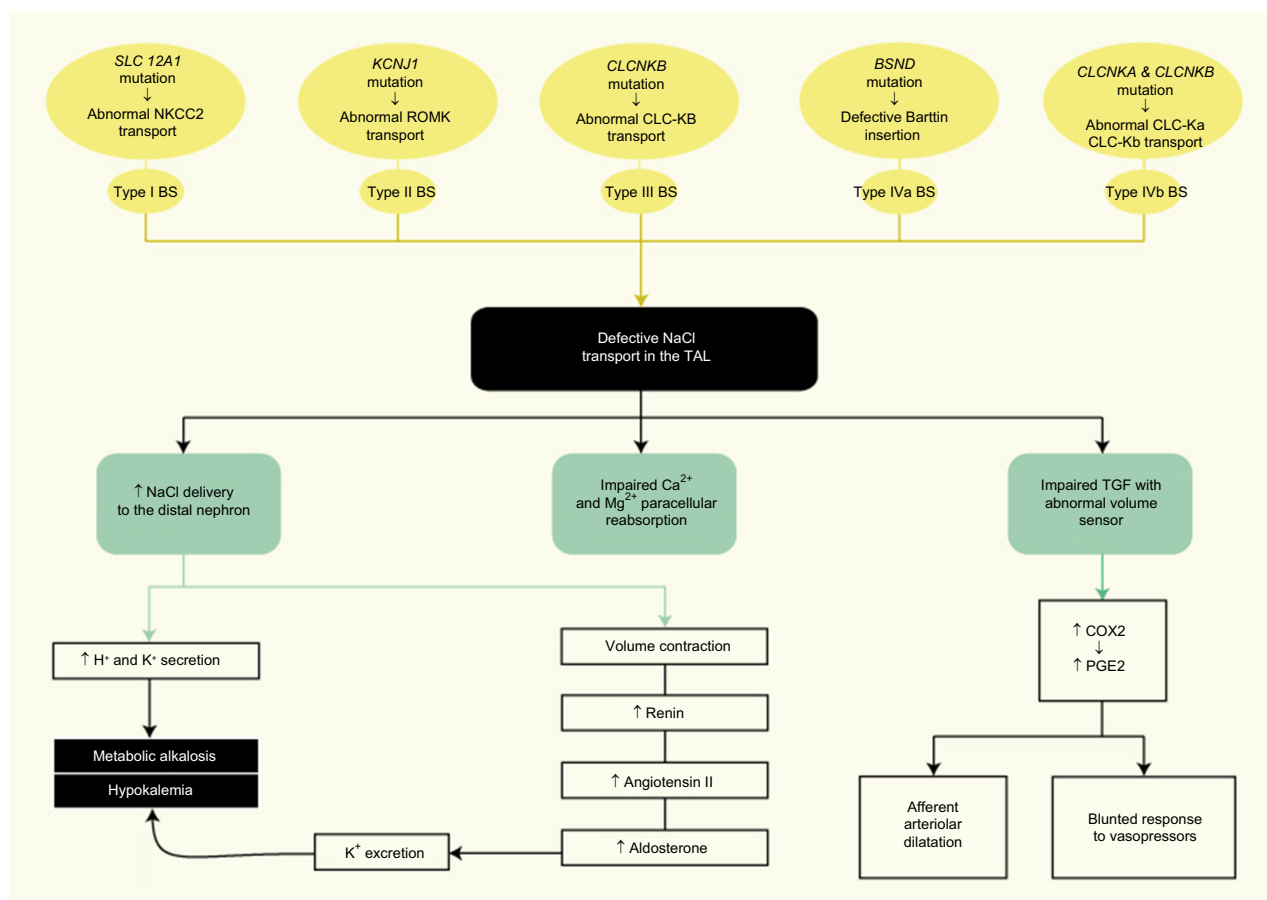 SLC 12A1
mutation
↓
Abnormal NKCC2
transport
KCNJ1
mutation
↓
Abnormal ROMK
transport
CLCNKB
mutation
↓
Abnormal CLC-KB
transport
BSND
mutation
↓
Defective Barttin
insertion
CLCNKA & CLCNKB
mutation
↓
Abnormal CLC-Ka
CLC-Kb transport
Type I BS
Type II BS
Type III BS
Type IVa BS
Type IVb BS
Defective NaCl
transport in the TAL
↑ NaCl delivery
to the distal nephron
Impaired Ca²⁺
and Mg²⁺ paracellular
reabsorption
Impaired TGF with
abnormal volume
sensor
↑ H⁺ and K⁺ secretion
Metabolic alkalosis
Hypokalemia
Volume contraction
↑ Renin
↑ Angiotensin II
↑ Aldosterone
K⁺ excretion
↑ COX2
↓
↑ PGE2
Afferent
arteriolar
dilatation
Blunted response
to vasopressors